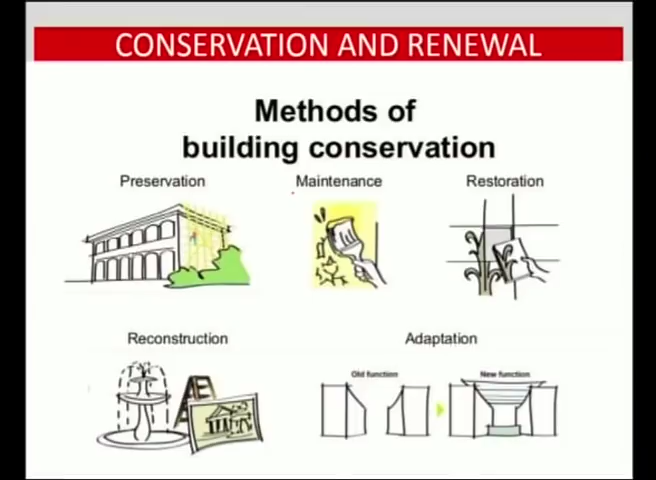 CONSERVATION AND RENEWAL
Methods of
building conservation
Preservation
Maintenance
Restoration
Reconstruction
Adaptation
Old function
New function